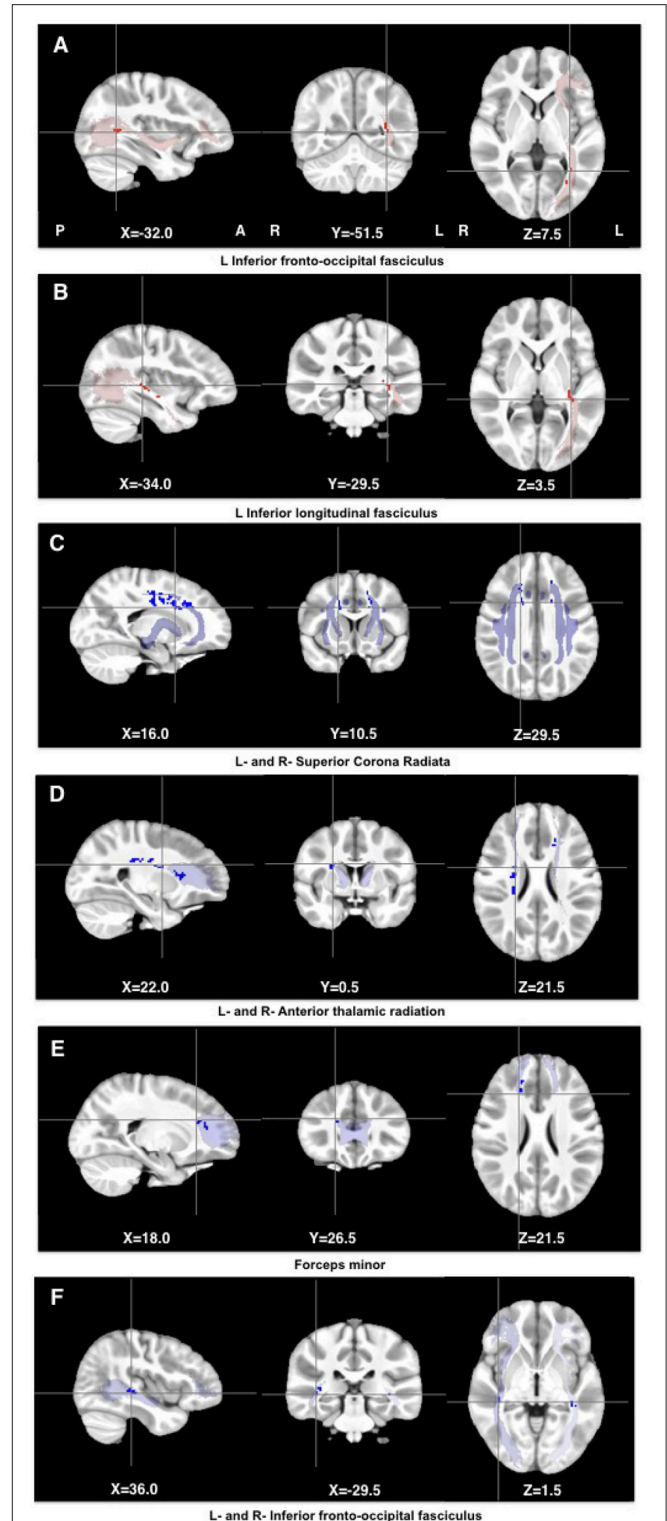 A
P X=-32.0 A R Y=-51.5 L R Z=7.5 L
L Inferior fronto-occipital fasciculus
B
X=-34.0 Y=-29.5 Z=3.5
L Inferior longitudinal fasciculus
C
X=16.0 Y=10.5 Z=29.5
L- and R- Superior Corona Radiata
D
X=22.0 Y=0.5 Z=21.5
L- and R- Anterior thalamic radiation
E
X=18.0 Y=26.5 Z=21.5
Forceps minor
F
X=36.0 X=-29.5 Z=1.5
L- and R- Inferior fronto-occipital fasciculus